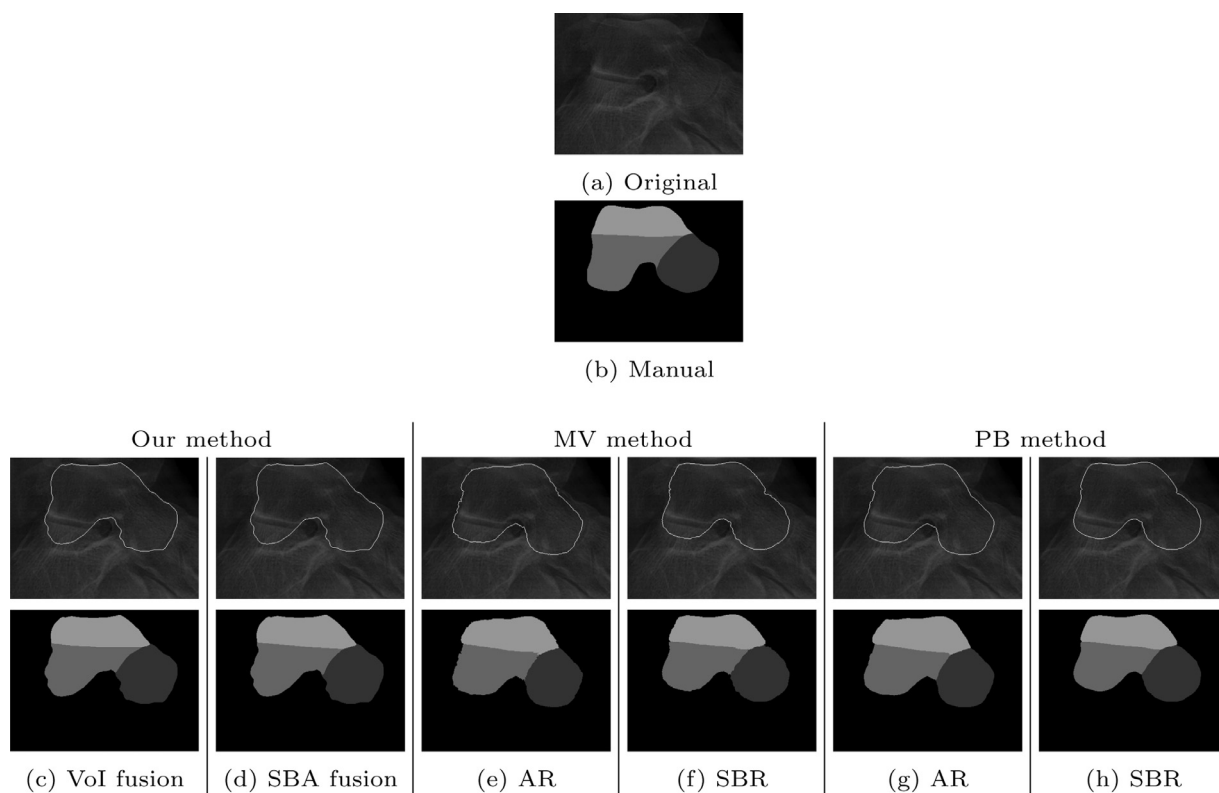 (a) Original
(b) Manual
Our method MV method PB method
(c) VoI fusion (d) SBA fusion (e) AR (f) SBR (g) AR (h) SBR